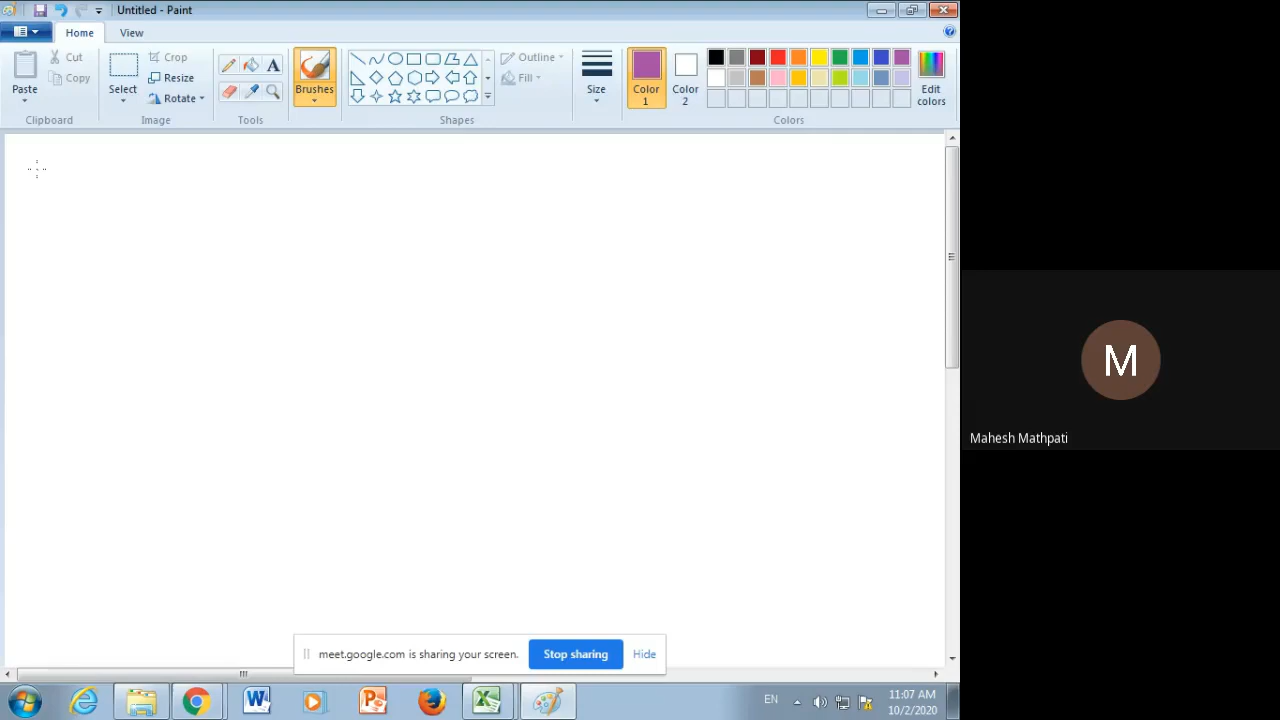 Untitled - Paint
Home View
Paste
Cut
Copy
Clipboard
Select
Crop
Resize
Rotate
Image
A
Tools
Brushes
Outline
Fill
Shapes
Size
Color 1
Color 2
Edit colors
Colors
M
Mahesh Mathpati
meet.google.com is sharing your screen. Stop sharing Hide
EN
11:07 AM
10/2/2020